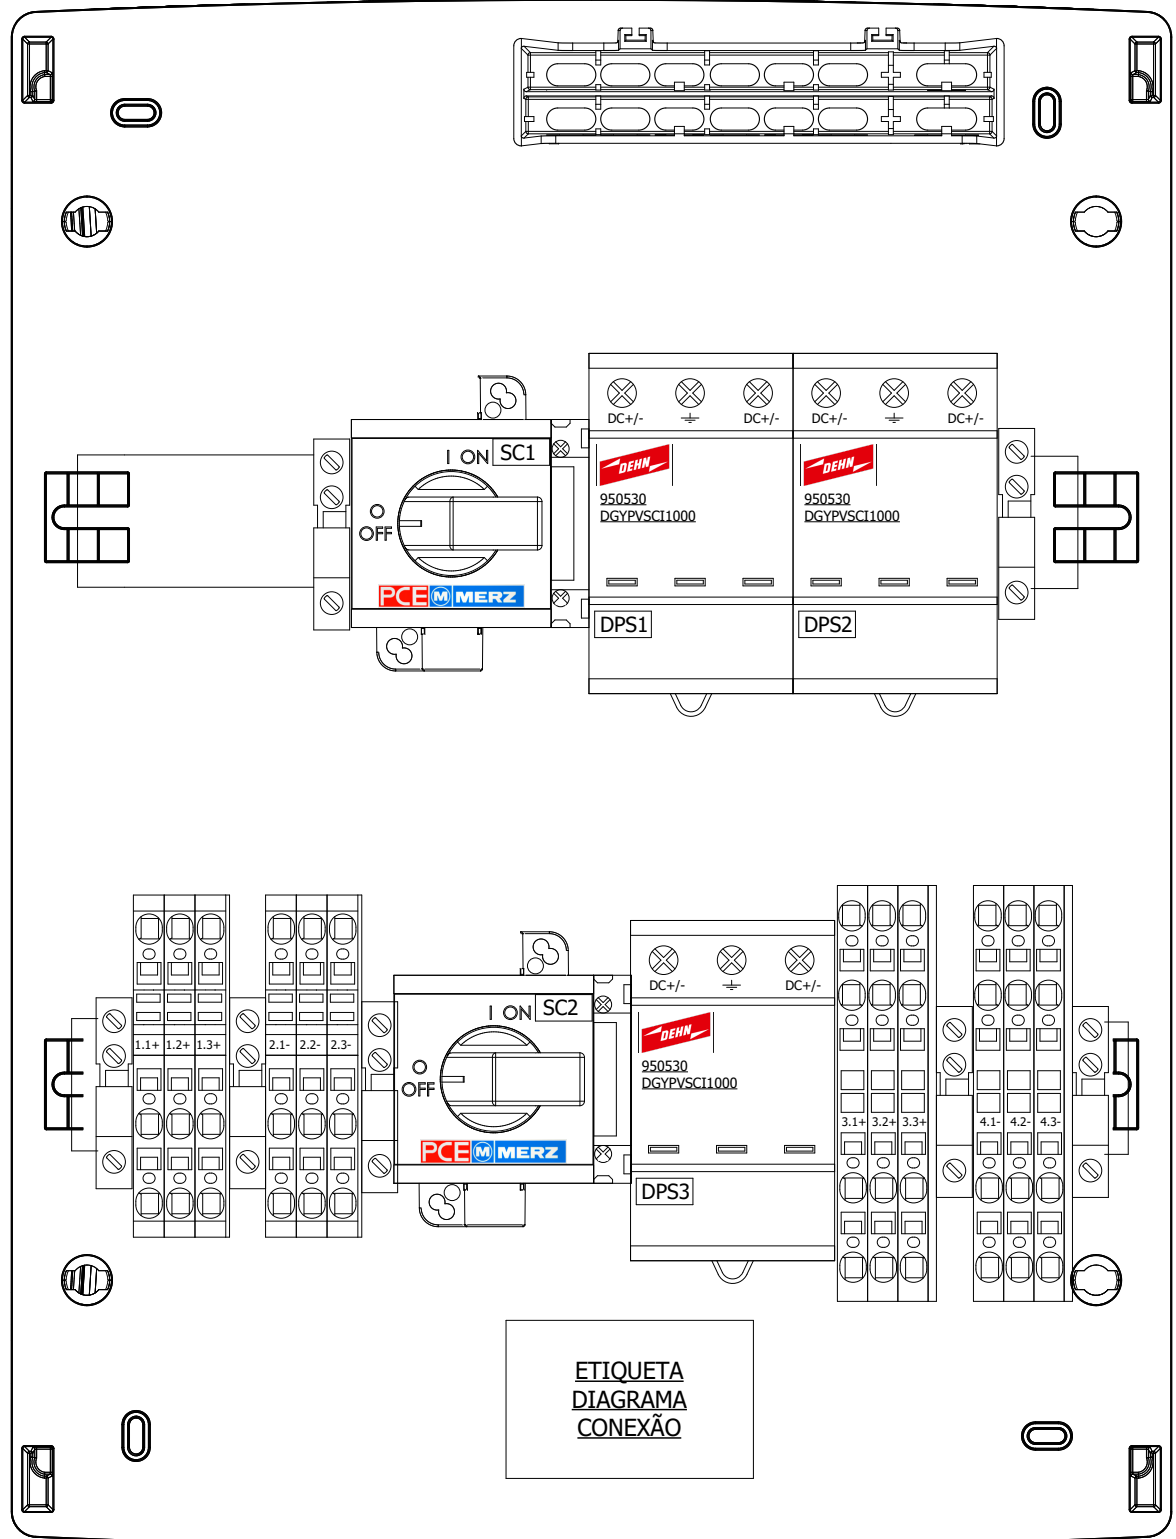 DC+/-
DC+/-
DC+/-
DC+/-
I ON
SC1
OFF
PCE M MERZ
DEHN
950530
DGYPVSCI1000
DEHN
950530
DGYPVSCI1000
DPS1
DPS2
1.1+ 1.2+ 1.3+
2.1- 2.2- 2.3-
I ON
SC2
OFF
PCE M MERZ
DC+/-
DC+/-
DEHN
950530
DGYPVSCI1000
DPS3
3.1+ 3.2+ 3.3+
4.1- 4.2- 4.3-
ETIQUETA
DIAGRAMA
CONEXÃO